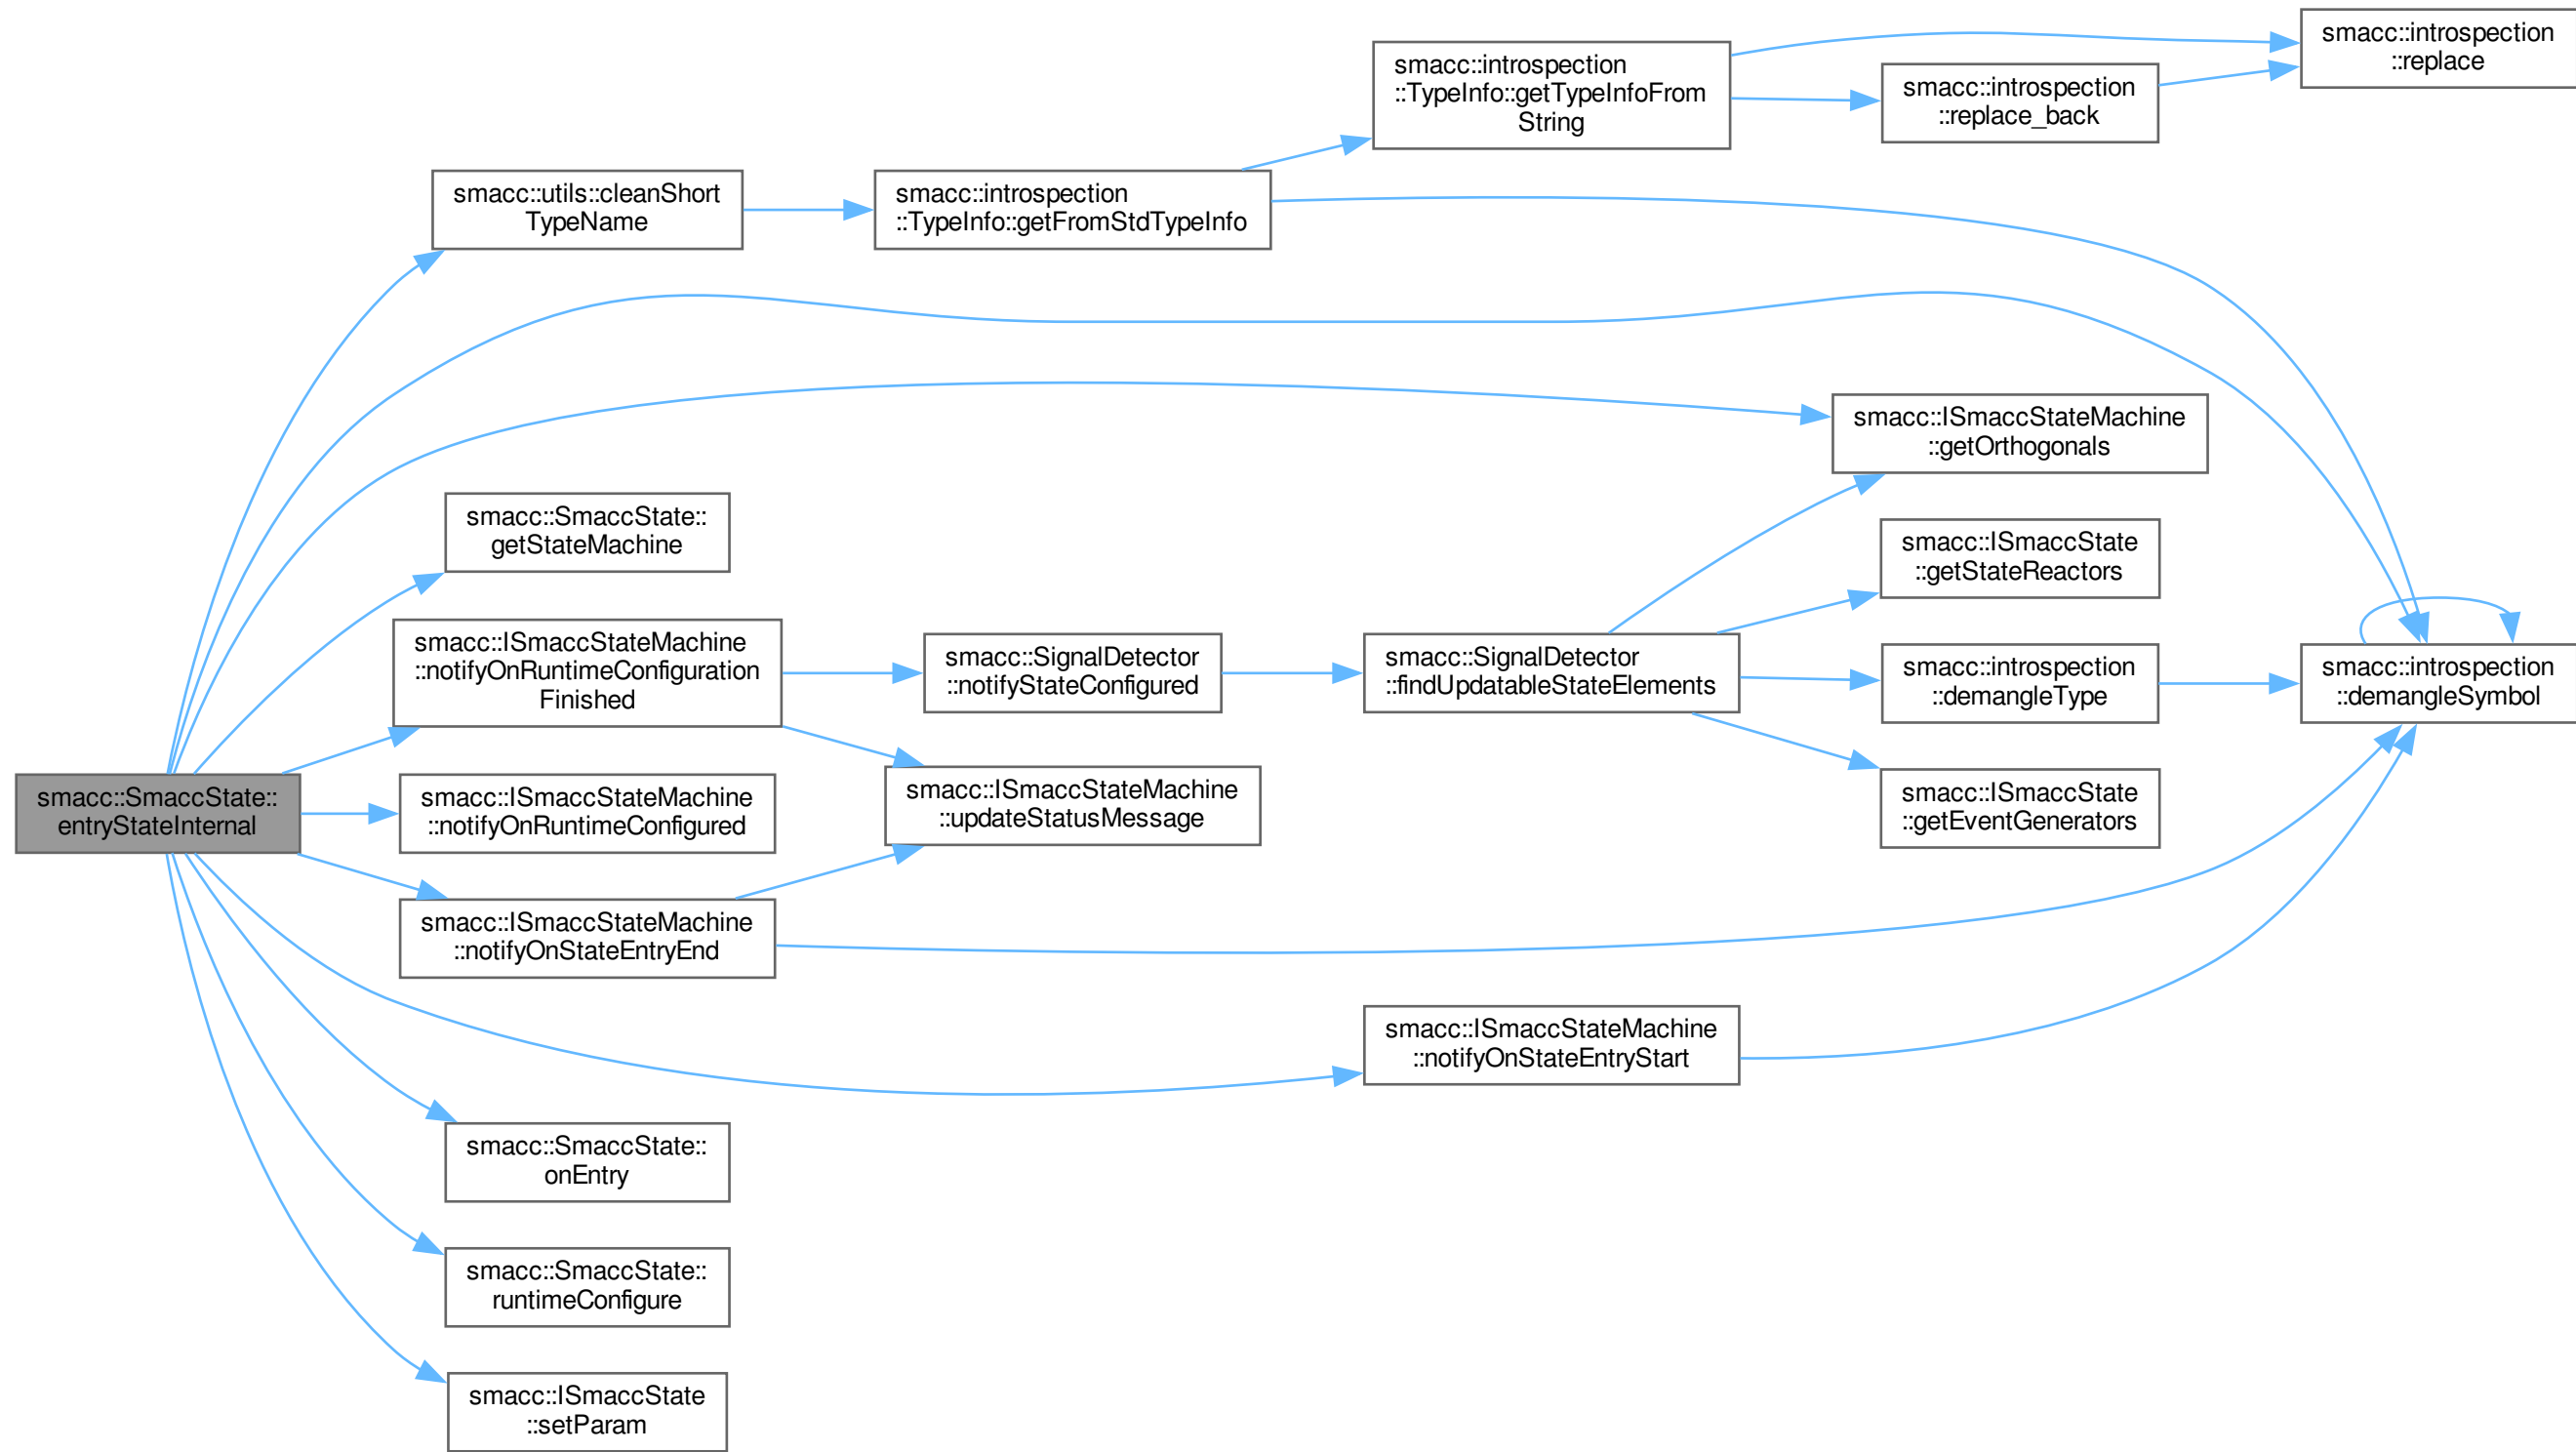 smacc::introspection
::replace
smacc::introspection
::TypeInfo::getTypeInfoFrom
String
smacc::introspection
::replace_back
smacc::utils::cleanShort
TypeName
smacc::introspection
::TypeInfo::getFromStdTypeInfo
smacc::ISmaccStateMachine
::getOrthogonals
smacc::SmaccState::
getStateMachine
smacc::ISmaccState
::getStateReactors
smacc::ISmaccStateMachine
::notifyOnRuntimeConfiguration
Finished
smacc::SignalDetector
::notifyStateConfigured
smacc::SignalDetector
::findUpdatableStateElements
smacc::introspection
::demangleType
smacc::introspection
::demangleSymbol
smacc::SmaccState::
entryStateInternal
smacc::ISmaccStateMachine
::notifyOnRuntimeConfigured
smacc::ISmaccStateMachine
::updateStatusMessage
smacc::ISmaccState
::getEventGenerators
smacc::ISmaccStateMachine
::notifyOnStateEntryEnd
smacc::ISmaccStateMachine
::notifyOnStateEntryStart
smacc::SmaccState::
onEntry
smacc::SmaccState::
runtimeConfigure
smacc::ISmaccState
::setParam